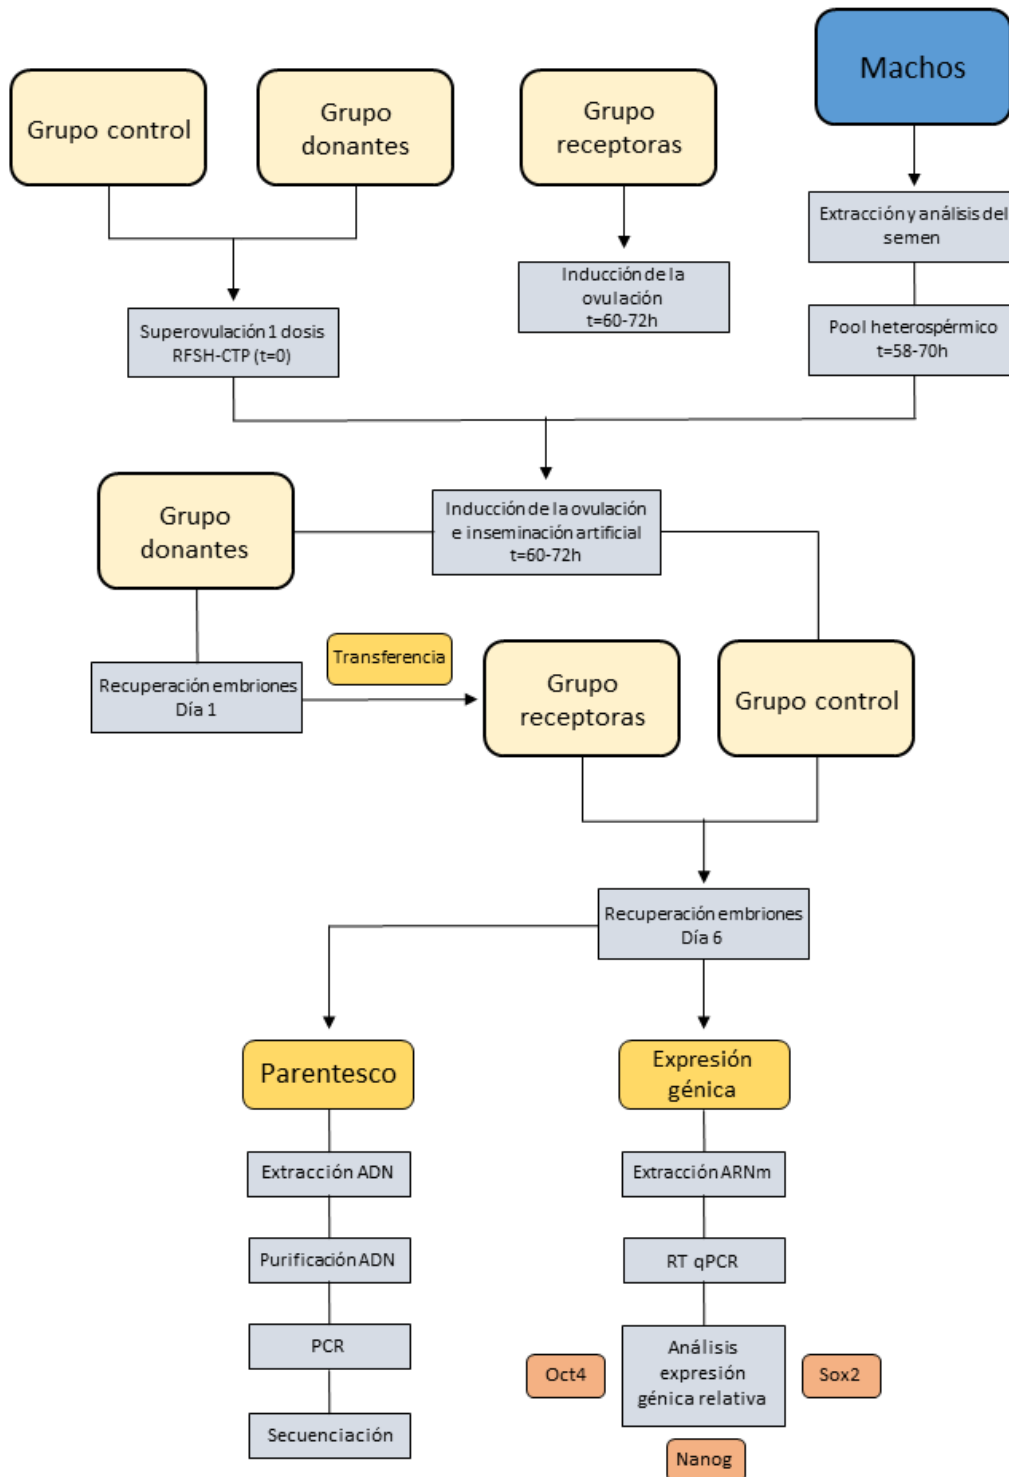 Machos
Grupo control
Grupo
donantes
Grupo
receptoras
Extracción y análisis del
semen
Inducción de la
ovulación
t=60-72h
Superovulación 1 dosis
RFSH-CTP (t=0)
Pool heterospérmico
t=58-70h
Grupo
donantes
Inducción de la ovulación
e inseminación artificial
t=60-72h
Transferencia
Recuperación embriones
Día 1
Grupo
receptoras
Grupo control
Recuperación embriones
Día 6
Parentesco
Expresión
génica
Extracción ADN
Extracción ARNm
Purificación ADN
RT qPCR
PCR
Análisis
expresión
génica relativa
Oct4
Sox2
Secuenciación
Nanog